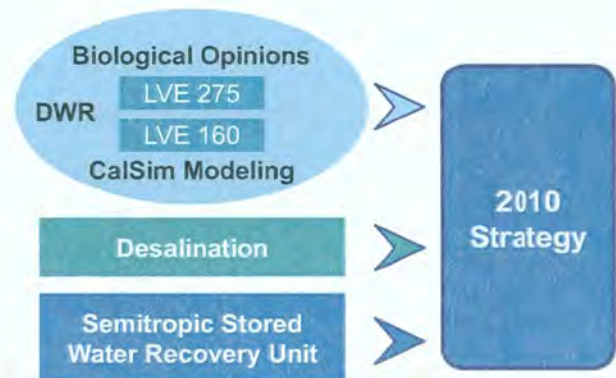 Biological Opinions
LVE 275
DWR
LVE 160
CalSim Modeling
Desalination
Semitropic Stored
Water Recovery Unit
2010
Strategy